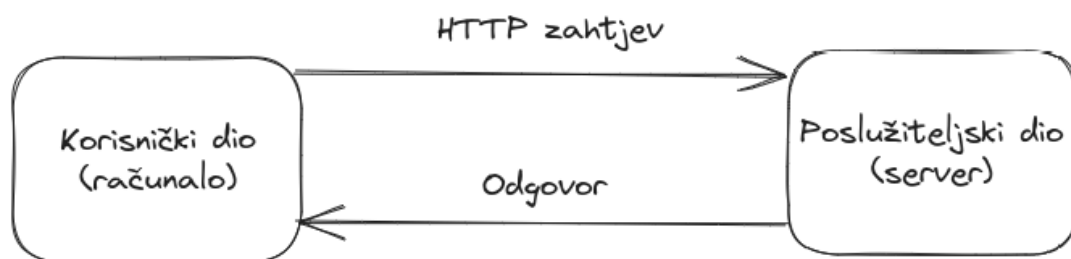 HTTP zahtjev
Korisnički dio
(računalo)
Poslužiteljski dio
(server)
Odgovor